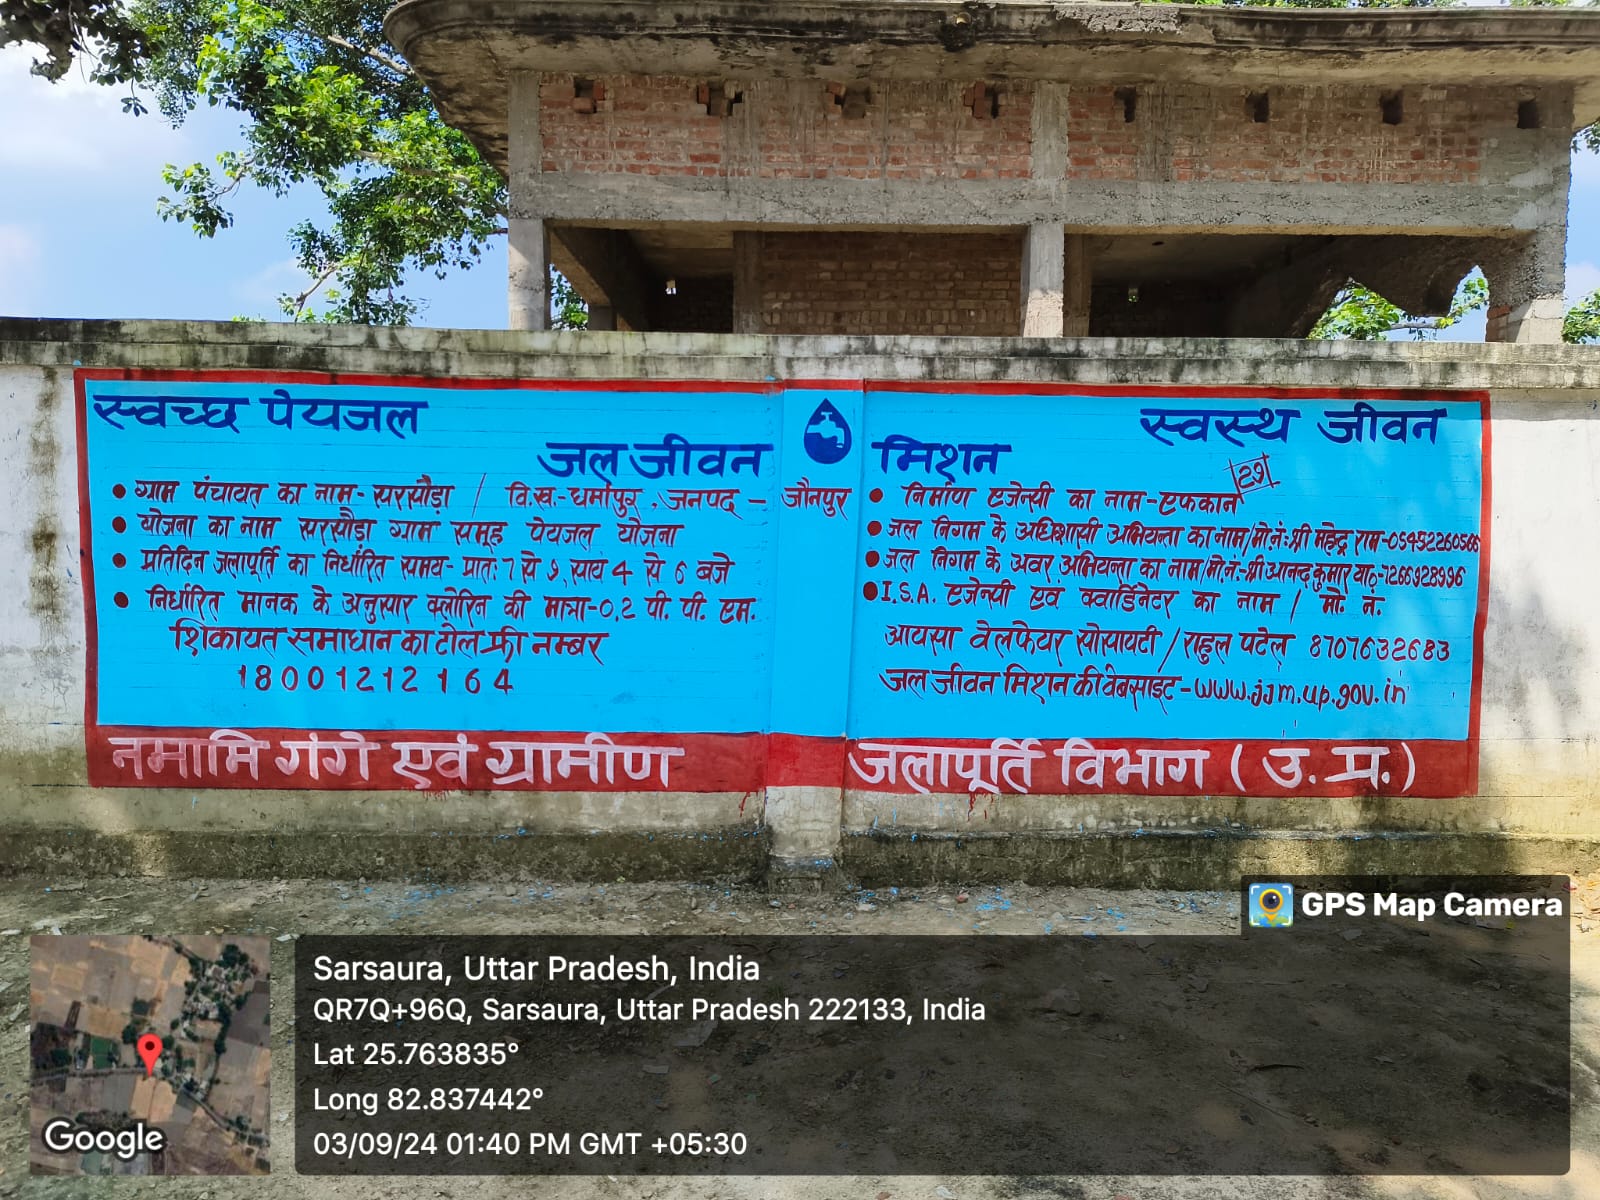 स्वच्छ पेयजल
स्वस्थ जीवन
जल जीवन मिशन
• ग्राम पंचायत का नाम- सरसौड़ा / वि.ख.-धर्मापुर, जनपद - जौनपुर
• योजना का नाम सरसौडा ग्राम समूह पेयजल योजना
• प्रतिदिन जलापूर्ति का निर्धारित समय- प्रात: 7 से 9, सायं 4 से 6 बजे
• निर्धारित मानक के अनुसार क्लोरिन की मात्रा-0.2 पी. पी. एम.
शिकायत समाधान का टोल फ्री नम्बर
18001212164
(29)
• निर्माण एजेन्सी का नाम-एफकान
• जल निगम के अधिशासी अभियन्ता का नाम/मो.नं:श्री महेन्द्र राम-05452260566
• जल निगम के अवर अभियन्ता का नाम/मो.नं:-श्री आनन्द कुमार या०-7266928996
• I.S.A. एजेन्सी एवं क्वार्डिनेटर का नाम / मो. नं.
आयसा वेलफेयर सोसायटी / राहुल पटेल 8707632683
जल जीवन मिशन की वेबसाइट-www.jjm.up.gov.in
नमामि गंगे एवं ग्रामीण जलापूर्ति विभाग ( उ. प्र. )
GPS Map Camera
Sarsaura, Uttar Pradesh, India
QR7Q+96Q, Sarsaura, Uttar Pradesh 222133, India
Lat 25.763835°
Long 82.837442°
03/09/24 01:40 PM GMT +05:30
Google